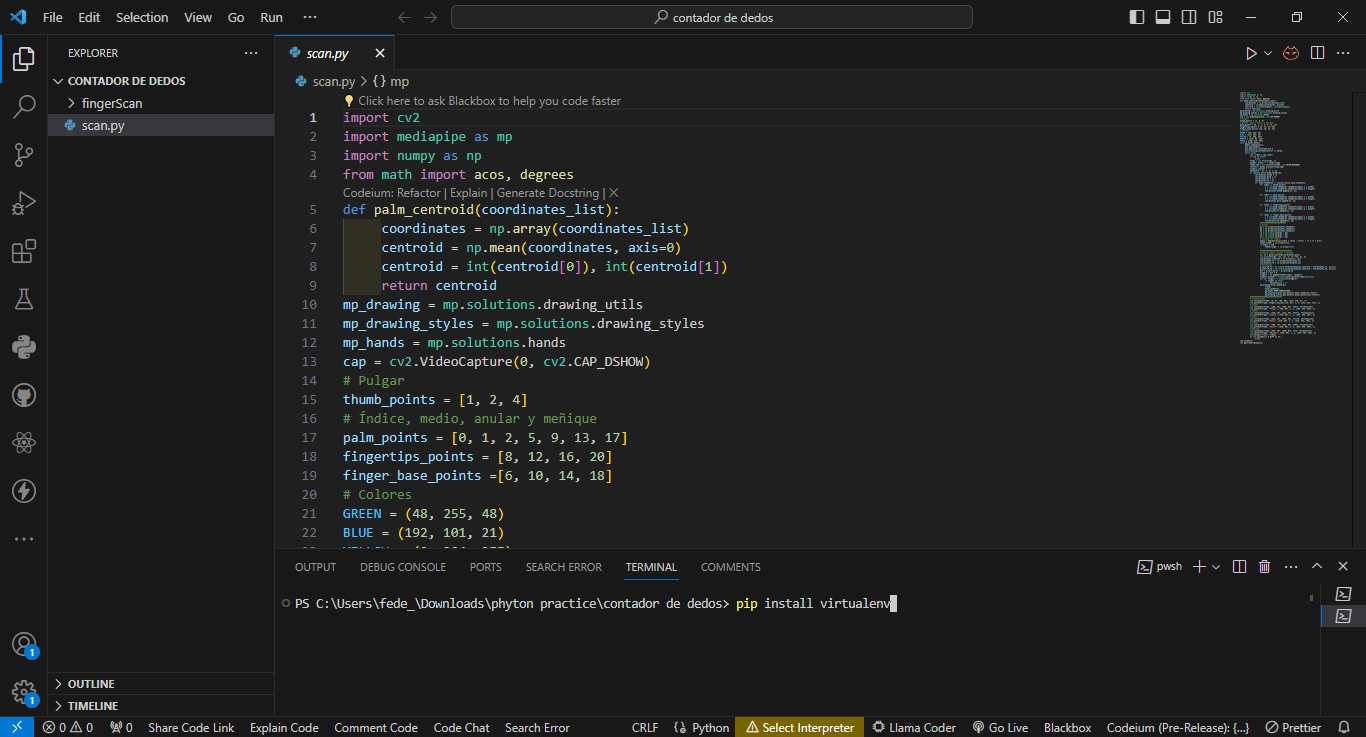 File Edit Selection View Go Run ··· contador de dedos
EXPLORER ···
CONTADOR DE DEDOS
fingerScan
scan.py
scan.py
scan.py > {} mp
Click here to ask Blackbox to help you code faster
1 import cv2
2 import mediapipe as mp
3 import numpy as np
4 from math import acos, degrees
Codeium: Refactor | Explain | Generate Docstring | ×
5 def palm_centroid(coordinates_list):
6 coordinates = np.array(coordinates_list)
7 centroid = np.mean(coordinates, axis=0)
8 centroid = int(centroid[0]), int(centroid[1])
9 return centroid
10 mp_drawing = mp.solutions.drawing_utils
11 mp_drawing_styles = mp.solutions.drawing_styles
12 mp_hands = mp.solutions.hands
13 cap = cv2.VideoCapture(0, cv2.CAP_DSHOW)
14 # Pulgar
15 thumb_points = [1, 2, 4]
16 # Índice, medio, anular y meñique
17 palm_points = [0, 1, 2, 5, 9, 13, 17]
18 fingertips_points = [8, 12, 16, 20]
19 finger_base_points =[6, 10, 14, 18]
20 # Colores
21 GREEN = (48, 255, 48)
22 BLUE = (192, 101, 21)
OUTPUT DEBUG CONSOLE PORTS SEARCH ERROR TERMINAL COMMENTS pwsh
PS C:\Users\fede_\Downloads\phyton practice\contador de dedos> pip install virtualenv
1
1
OUTLINE
TIMELINE
0 0 0 Share Code Link Explain Code Comment Code Code Chat Search Error CRLF {} Python Select Interpreter Llama Coder Go Live Blackbox Codeium (Pre-Release): {...} Prettier